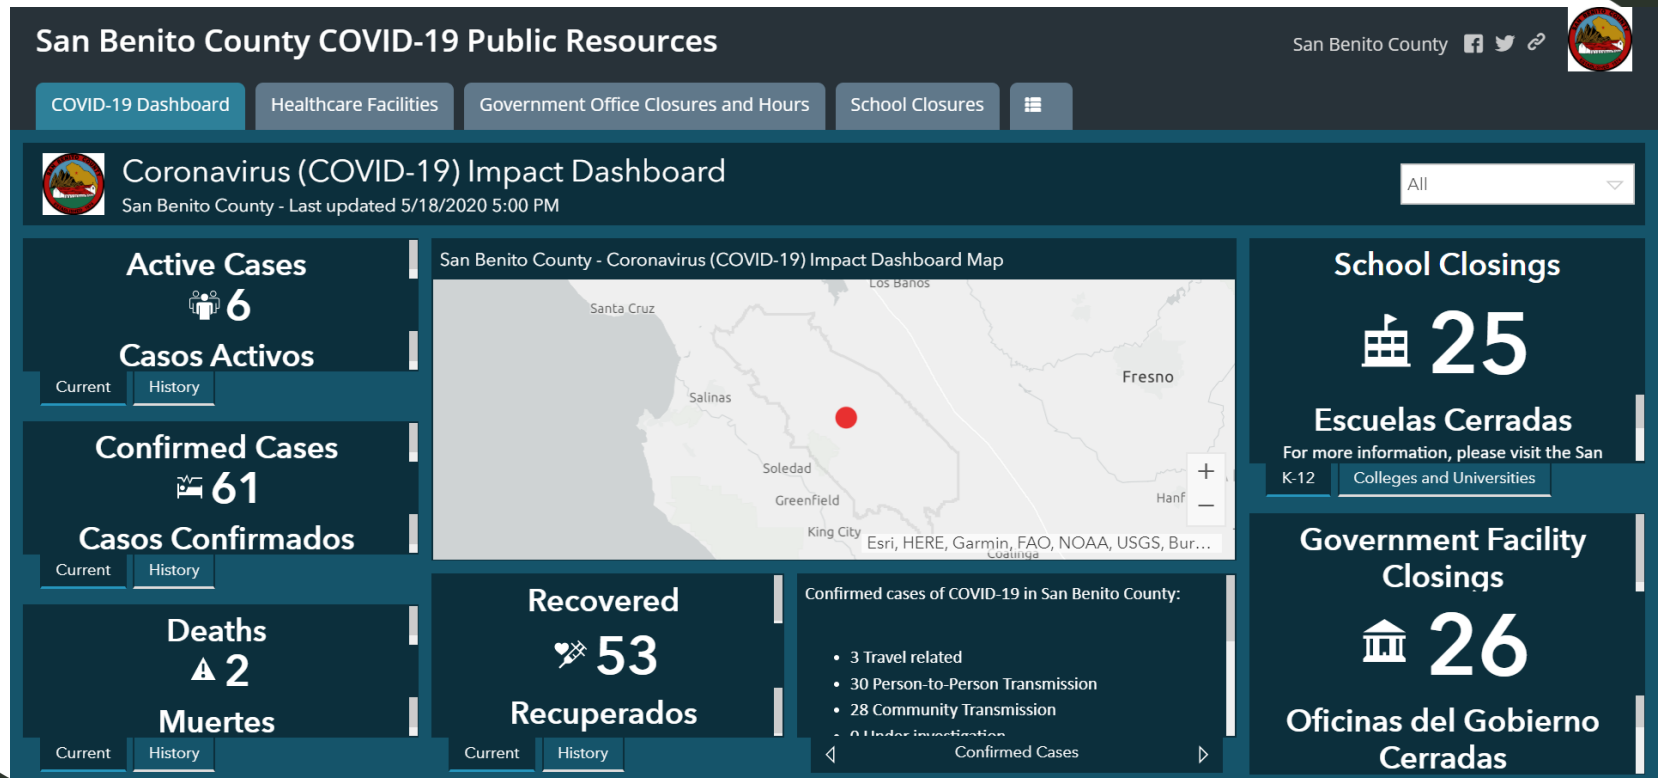 San Benito County COVID-19 Public Resources
San Benito County
COVID-19 Dashboard
Healthcare Facilities
Government Office Closures and Hours
School Closures
Coronavirus (COVID-19) Impact Dashboard
San Benito County - Last updated 5/18/2020 5:00 PM
All
Active Cases
6
Casos Activos
Current
History
Confirmed Cases
61
Casos Confirmados
Current
History
Deaths
2
Muertes
Current
History
San Benito County - Coronavirus (COVID-19) Impact Dashboard Map
Los Banos
Santa Cruz
Fresno
Salinas
Soledad
Greenfield
Hanf
King City
Coalinga
+
−
Esri, HERE, Garmin, FAO, NOAA, USGS, Bur...
Recovered
53
Recuperados
Current
History
Confirmed cases of COVID-19 in San Benito County:
• 3 Travel related
• 30 Person-to-Person Transmission
• 28 Community Transmission
• 0 Under investigation
Confirmed Cases
School Closings
25
Escuelas Cerradas
For more information, please visit the San
K-12
Colleges and Universities
Government Facility
Closings
26
Oficinas del Gobierno
Cerradas